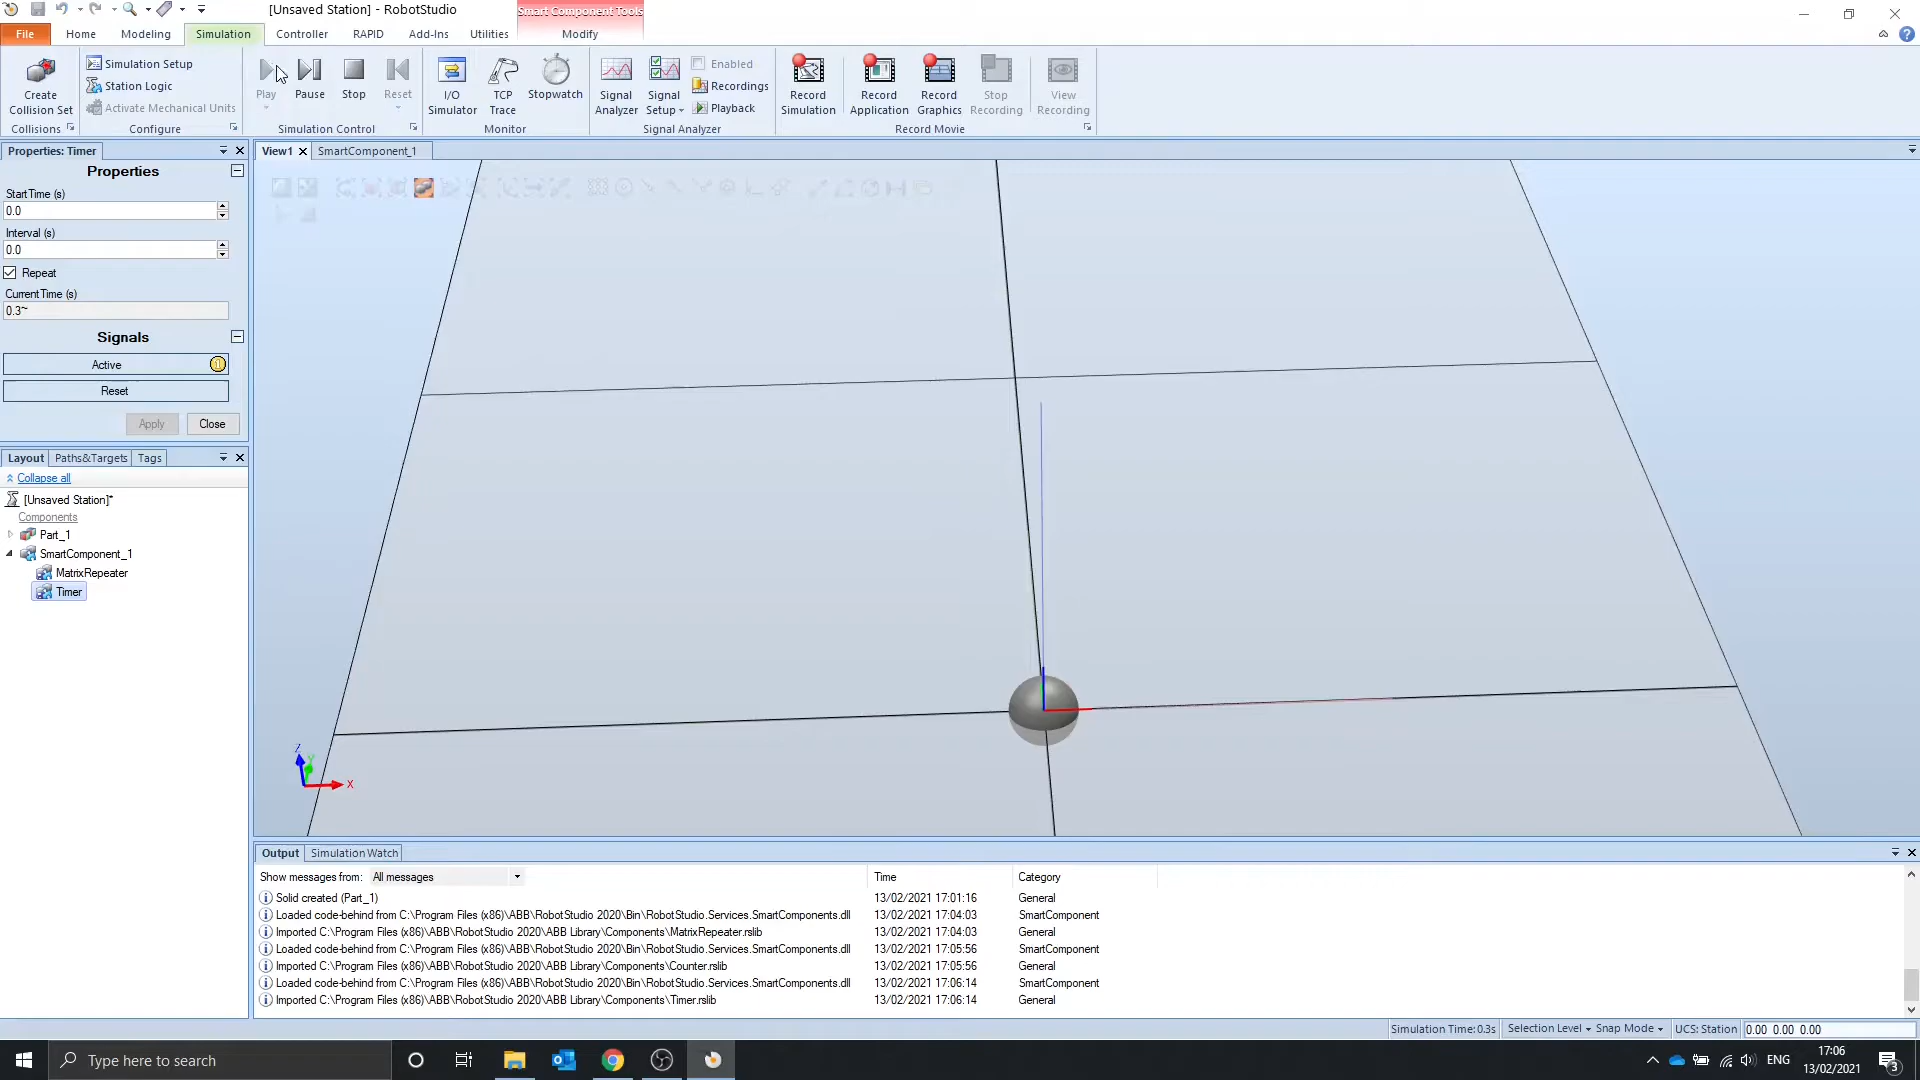 [Unsaved Station] - RobotStudio
Smart Component Tools
File
Home
Modeling
Simulation
Controller
RAPID
Add-Ins
Utilities
Modify
Create
Collision Set
Collisions
Simulation Setup
Station Logic
Activate Mechanical Units
Configure
Play
Pause
Stop
Reset
Simulation Control
I/O
Simulator
TCP
Trace
Stopwatch
Monitor
Signal
Analyzer
Signal
Setup
Enabled
Recordings
Playback
Signal Analyzer
Record
Simulation
Record
Application
Record
Graphics
Stop
Recording
Record Movie
View
Recording
Properties: Timer
Properties
StartTime (s)
0.0
Interval (s)
0.0
Repeat
CurrentTime (s)
0.3~
Signals
Active
1
Reset
Apply
Close
Layout
Paths&Targets
Tags
Collapse all
[Unsaved Station]*
Components
Part_1
SmartComponent_1
MatrixRepeater
Timer
View1
SmartComponent_1
Z
Y
X
Output
Simulation Watch
Show messages from: All messages
Time
Category
Solid created (Part_1) 13/02/2021 17:01:16 General
Loaded code-behind from C:\Program Files (x86)\ABB\RobotStudio 2020\Bin\RobotStudio.Services.SmartComponents.dll 13/02/2021 17:04:03 SmartComponent
Imported C:\Program Files (x86)\ABB\RobotStudio 2020\ABB Library\Components\MatrixRepeater.rslib 13/02/2021 17:04:03 General
Loaded code-behind from C:\Program Files (x86)\ABB\RobotStudio 2020\Bin\RobotStudio.Services.SmartComponents.dll 13/02/2021 17:05:56 SmartComponent
Imported C:\Program Files (x86)\ABB\RobotStudio 2020\ABB Library\Components\Counter.rslib 13/02/2021 17:05:56 General
Loaded code-behind from C:\Program Files (x86)\ABB\RobotStudio 2020\Bin\RobotStudio.Services.SmartComponents.dll 13/02/2021 17:06:14 SmartComponent
Imported C:\Program Files (x86)\ABB\RobotStudio 2020\ABB Library\Components\Timer.rslib 13/02/2021 17:06:14 General
Simulation Time: 0.3s
Selection Level
Snap Mode
UCS: Station
0.00 0.00 0.00
Type here to search
ENG
17:06
13/02/2021
3